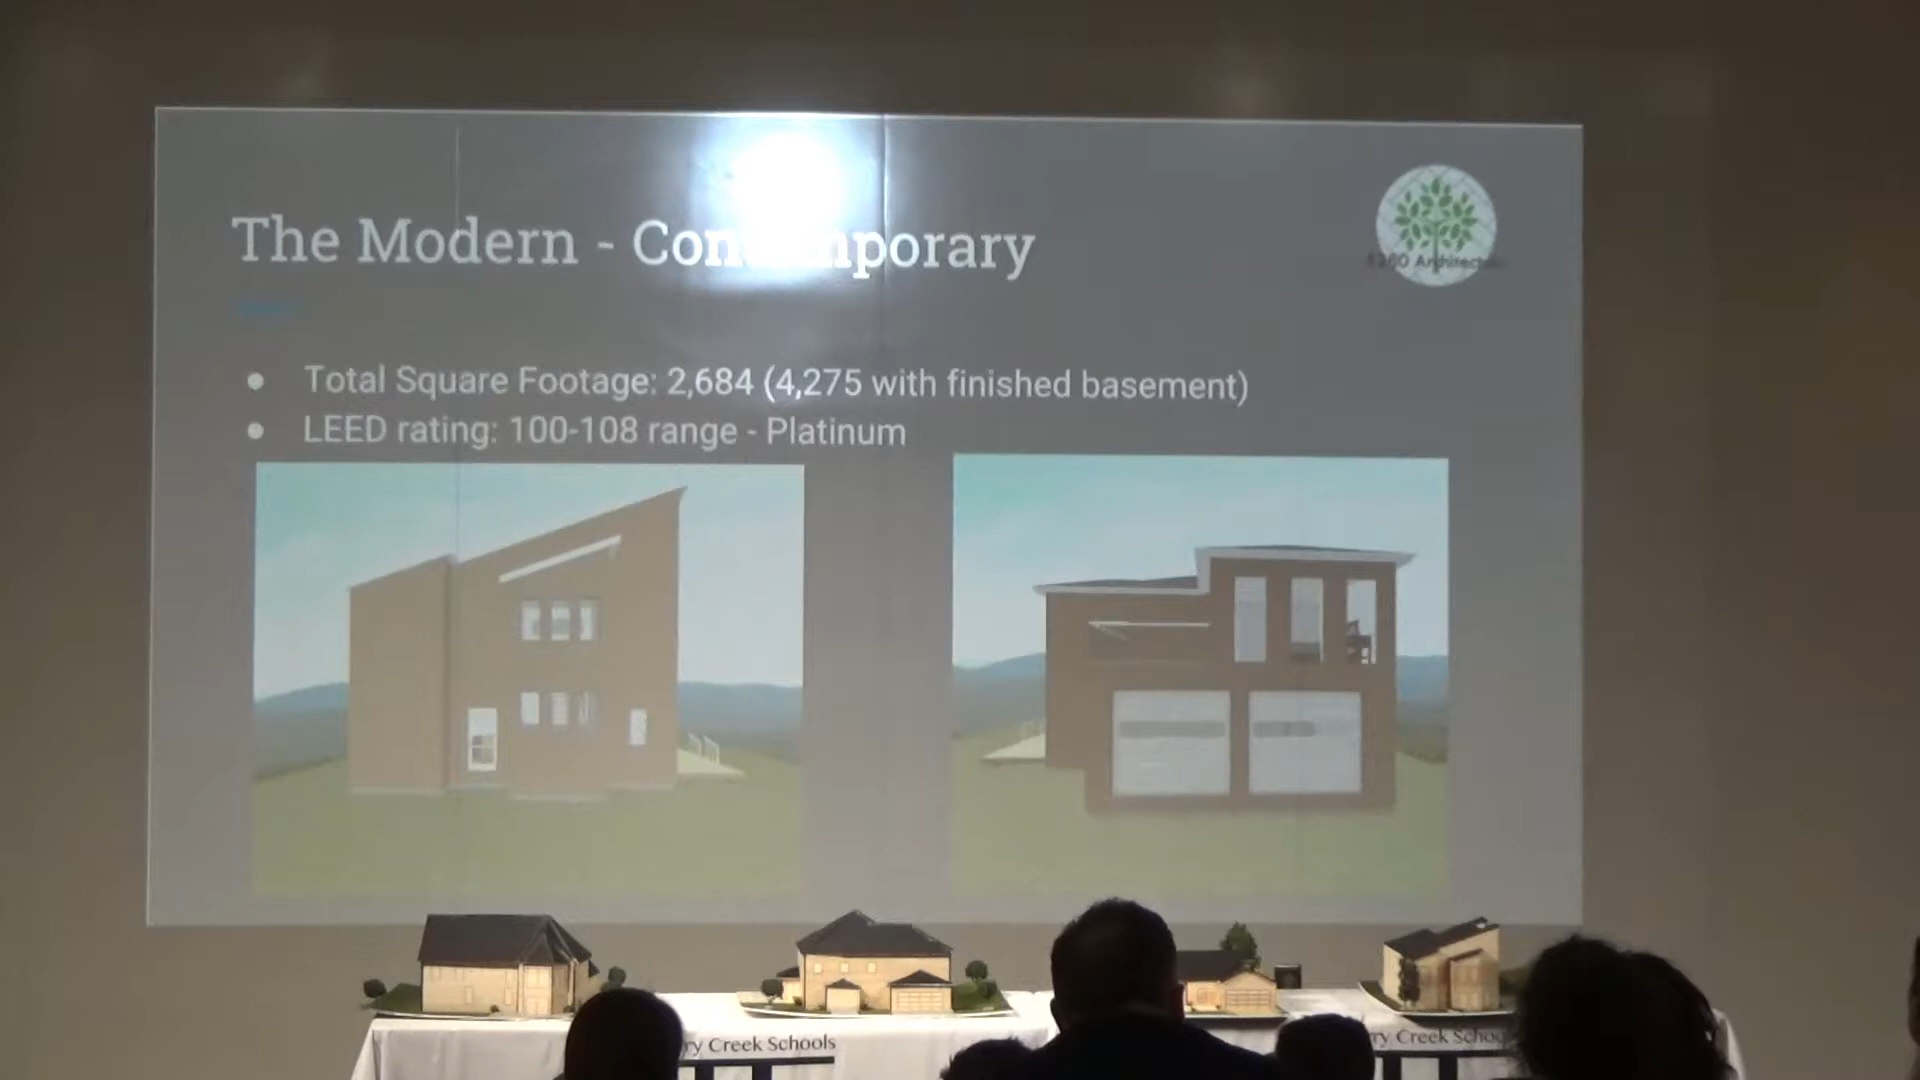 The Modern - Contemporary
Total Square Footage: 2,684 (4,275 with finished basement)
LEED rating: 100-108 range - Platinum
ry Creek Schools